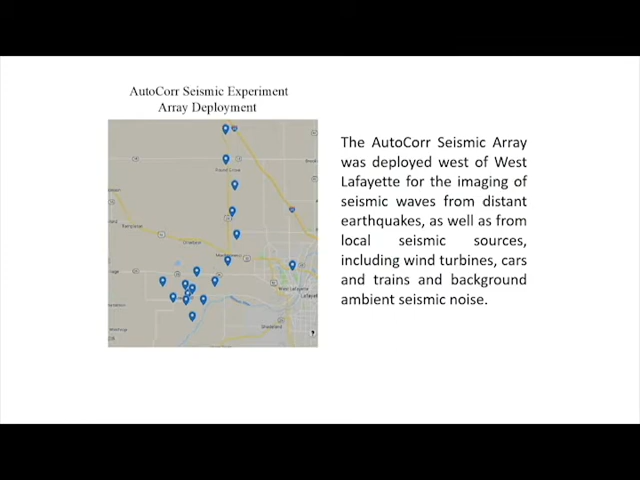 AutoCorr Seismic Experiment
Array Deployment
The AutoCorr Seismic Array
was deployed west of West
Lafayette for the imaging of
seismic waves from distant
earthquakes, as well as from
local seismic sources,
including wind turbines, cars
and trains and background
ambient seismic noise.
West Lafayette
Lafaye
Shadeland